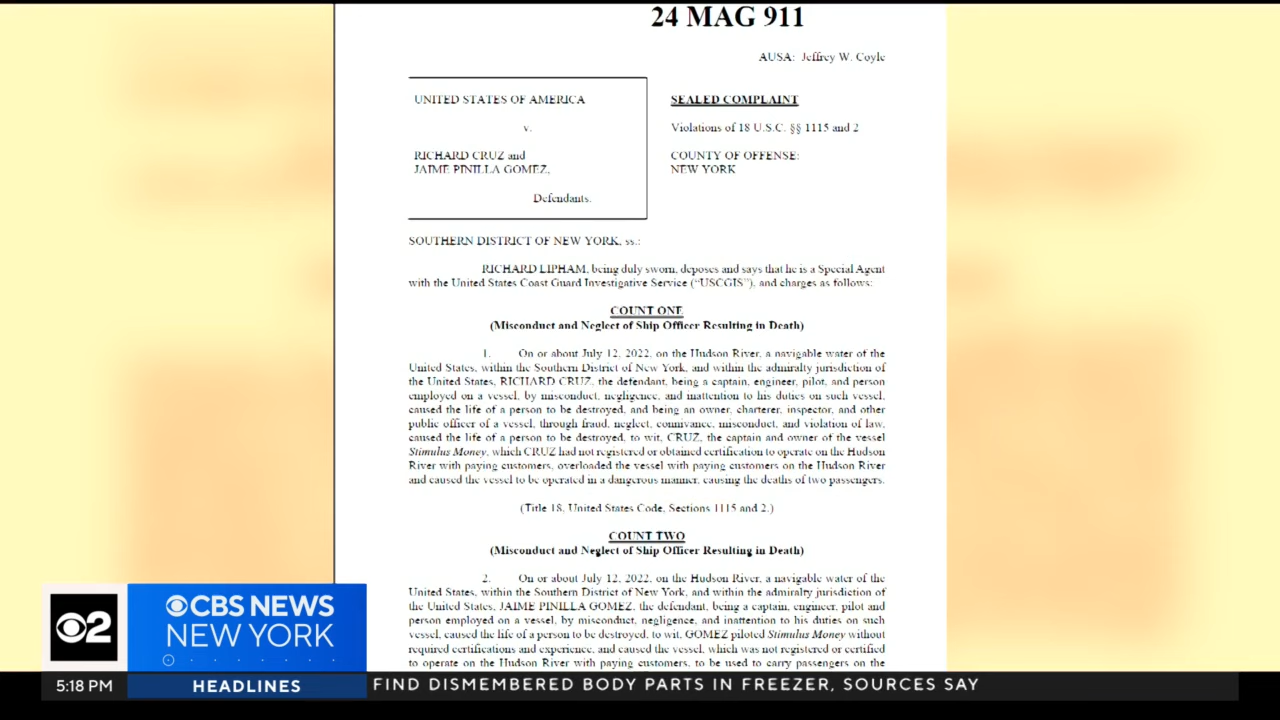 24 MAG 911
AUSA: Jeffrey W. Coyle
UNITED STATES OF AMERICA
v.
RICHARD CRUZ and
JAIME PINILLA GOMEZ,
Defendants.
SEALED COMPLAINT
Violations of 18 U.S.C. §§ 1115 and 2
COUNTY OF OFFENSE:
NEW YORK
SOUTHERN DISTRICT OF NEW YORK, ss.:
RICHARD LIPHAM, being duly sworn, deposes and says that he is a Special Agent
with the United States Coast Guard Investigative Service (“USCGIS”), and charges as follows:
COUNT ONE
(Misconduct and Neglect of Ship Officer Resulting in Death)
1. On or about July 12, 2022, on the Hudson River, a navigable water of the
United States, within the Southern District of New York, and within the admiralty jurisdiction of
the United States, RICHARD CRUZ, the defendant, being a captain, engineer, pilot, and person
employed on a vessel, by misconduct, negligence, and inattention to his duties on such vessel,
caused the life of a person to be destroyed, and being an owner, charterer, inspector, and other
public officer of a vessel, through fraud, neglect, connivance, misconduct, and violation of law,
caused the life of a person to be destroyed, to wit, CRUZ, the captain and owner of the vessel
Stimulus Money, which CRUZ had not registered or obtained certification to operate on the Hudson
River with paying customers, overloaded the vessel with paying customers on the Hudson River
and caused the vessel to be operated in a dangerous manner, causing the deaths of two passengers.
(Title 18, United States Code, Sections 1115 and 2.)
COUNT TWO
(Misconduct and Neglect of Ship Officer Resulting in Death)
2. On or about July 12, 2022, on the Hudson River, a navigable water of the
United States, within the Southern District of New York, and within the admiralty jurisdiction of
the United States, JAIME PINILLA GOMEZ, the defendant, being a captain, engineer, pilot and
person employed on a vessel, by misconduct, negligence, and inattention to his duties on such
vessel, caused the life of a person to be destroyed, to wit, GOMEZ piloted Stimulus Money without
required certifications and experience, and caused the vessel, which was not registered or certified
to operate on the Hudson River with paying customers, to be used to carry passengers on the
2
CBS NEWS
NEW YORK
5:18 PM
HEADLINES
FIND DISMEMBERED BODY PARTS IN FREEZER, SOURCES SAY